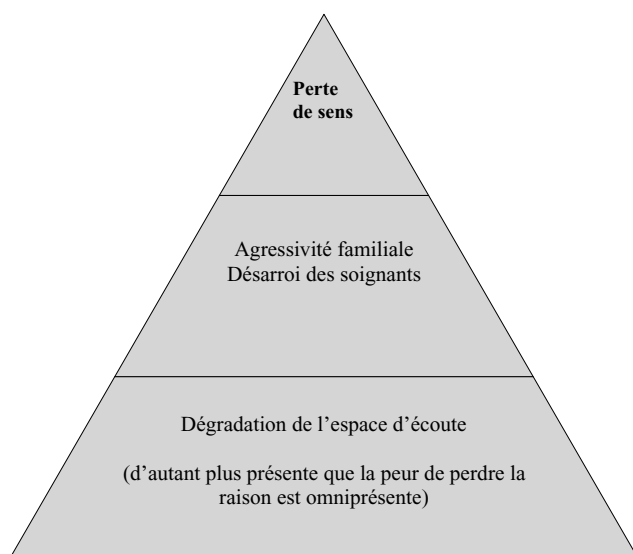 Perte
de sens
Agressivité familiale
Désarroi des soignants
Dégradation de l’espace d’écoute
(d’autant plus présente que la peur de perdre la
raison est omniprésente)